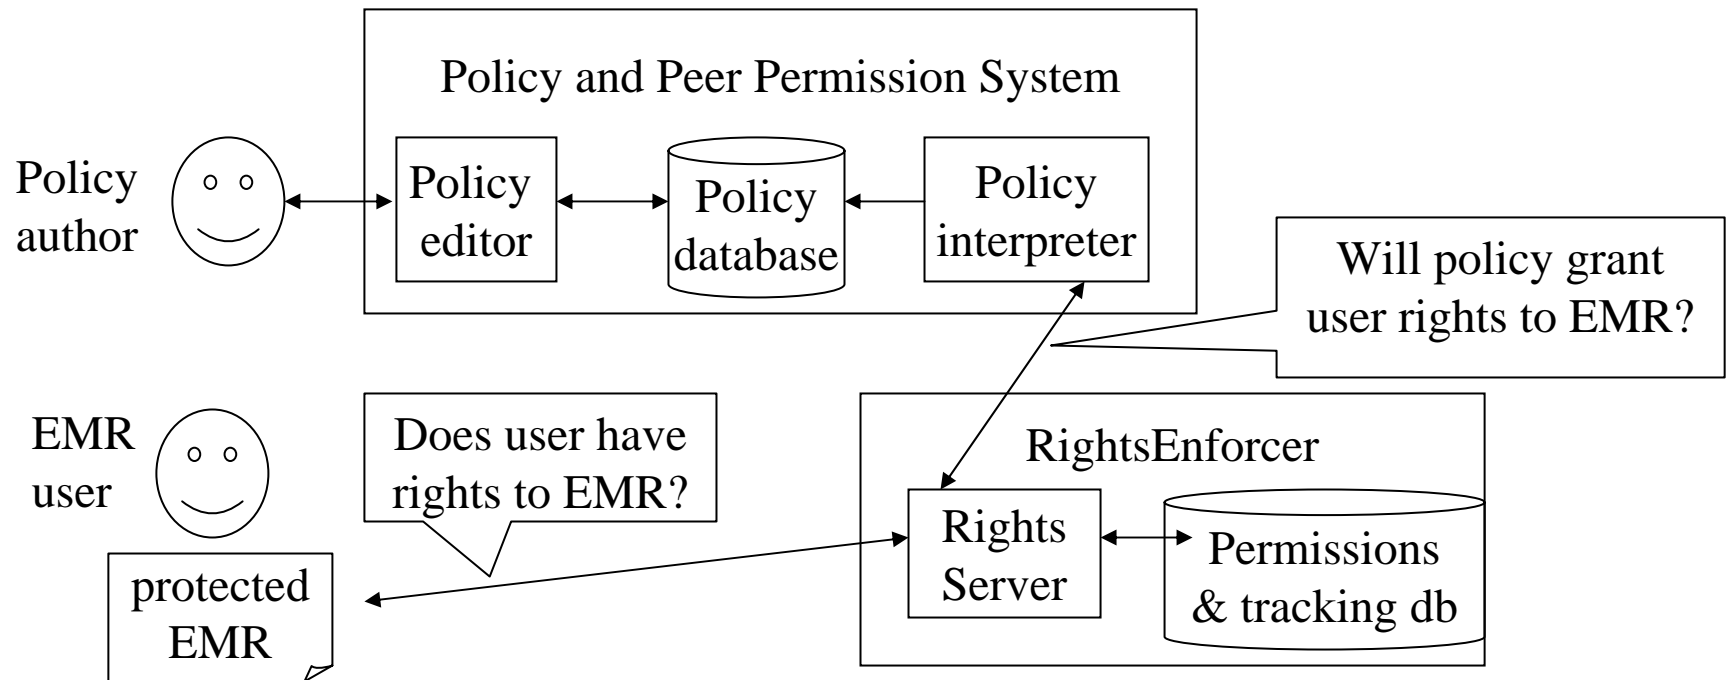 Policy and Peer Permission System
Policy
author
Policy
editor
Policy
database
Policy
interpreter
Will policy grant
user rights to EMR?
EMR
user
Does user have
rights to EMR?
RightsEnforcer
Rights
Server
Permissions
& tracking db
protected
EMR